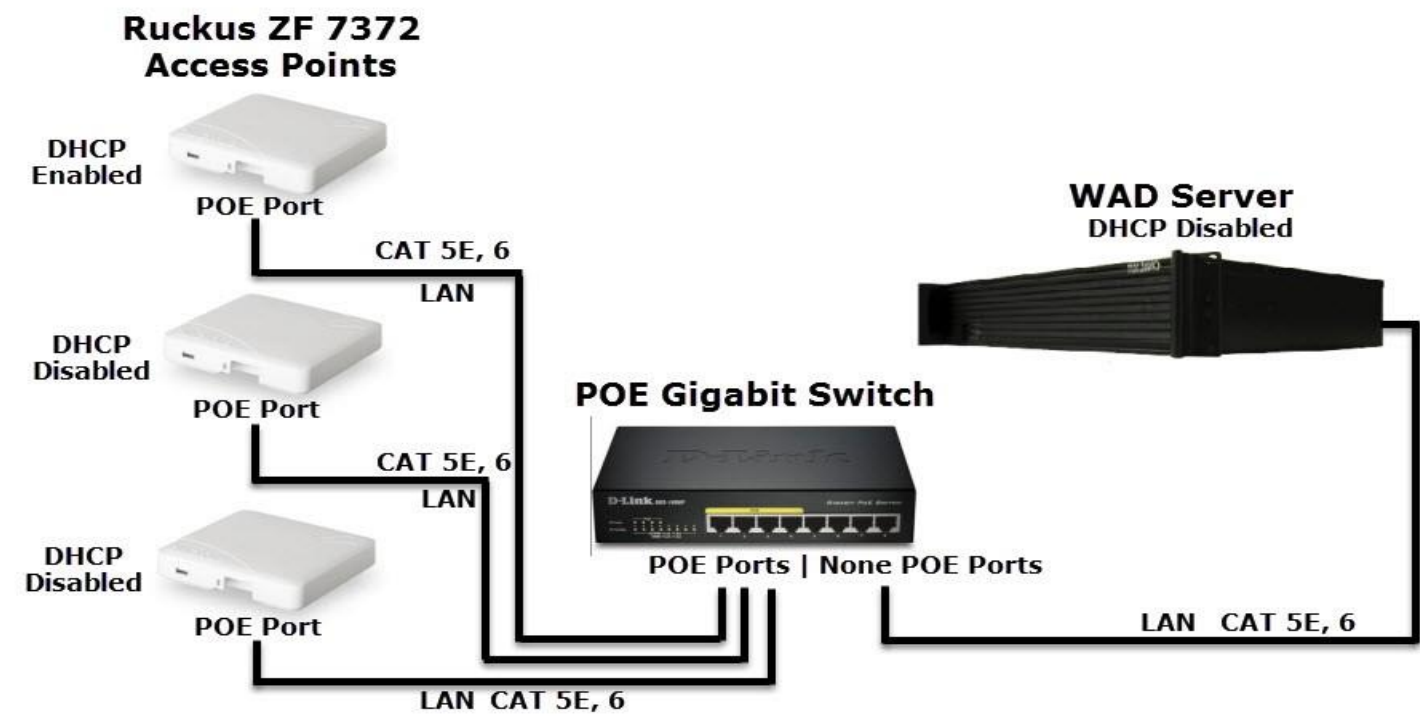 Ruckus ZF 7372
Access Points
DHCP
Enabled
POE Port
CAT 5E, 6
LAN
WAD Server
DHCP Disabled
DHCP
Disabled
POE Port
CAT 5E, 6
LAN
POE Gigabit Switch
D-Link
D-Link
POE Ports | None POE Ports
DHCP
Disabled
POE Port
LAN CAT 5E, 6
LAN CAT 5E, 6